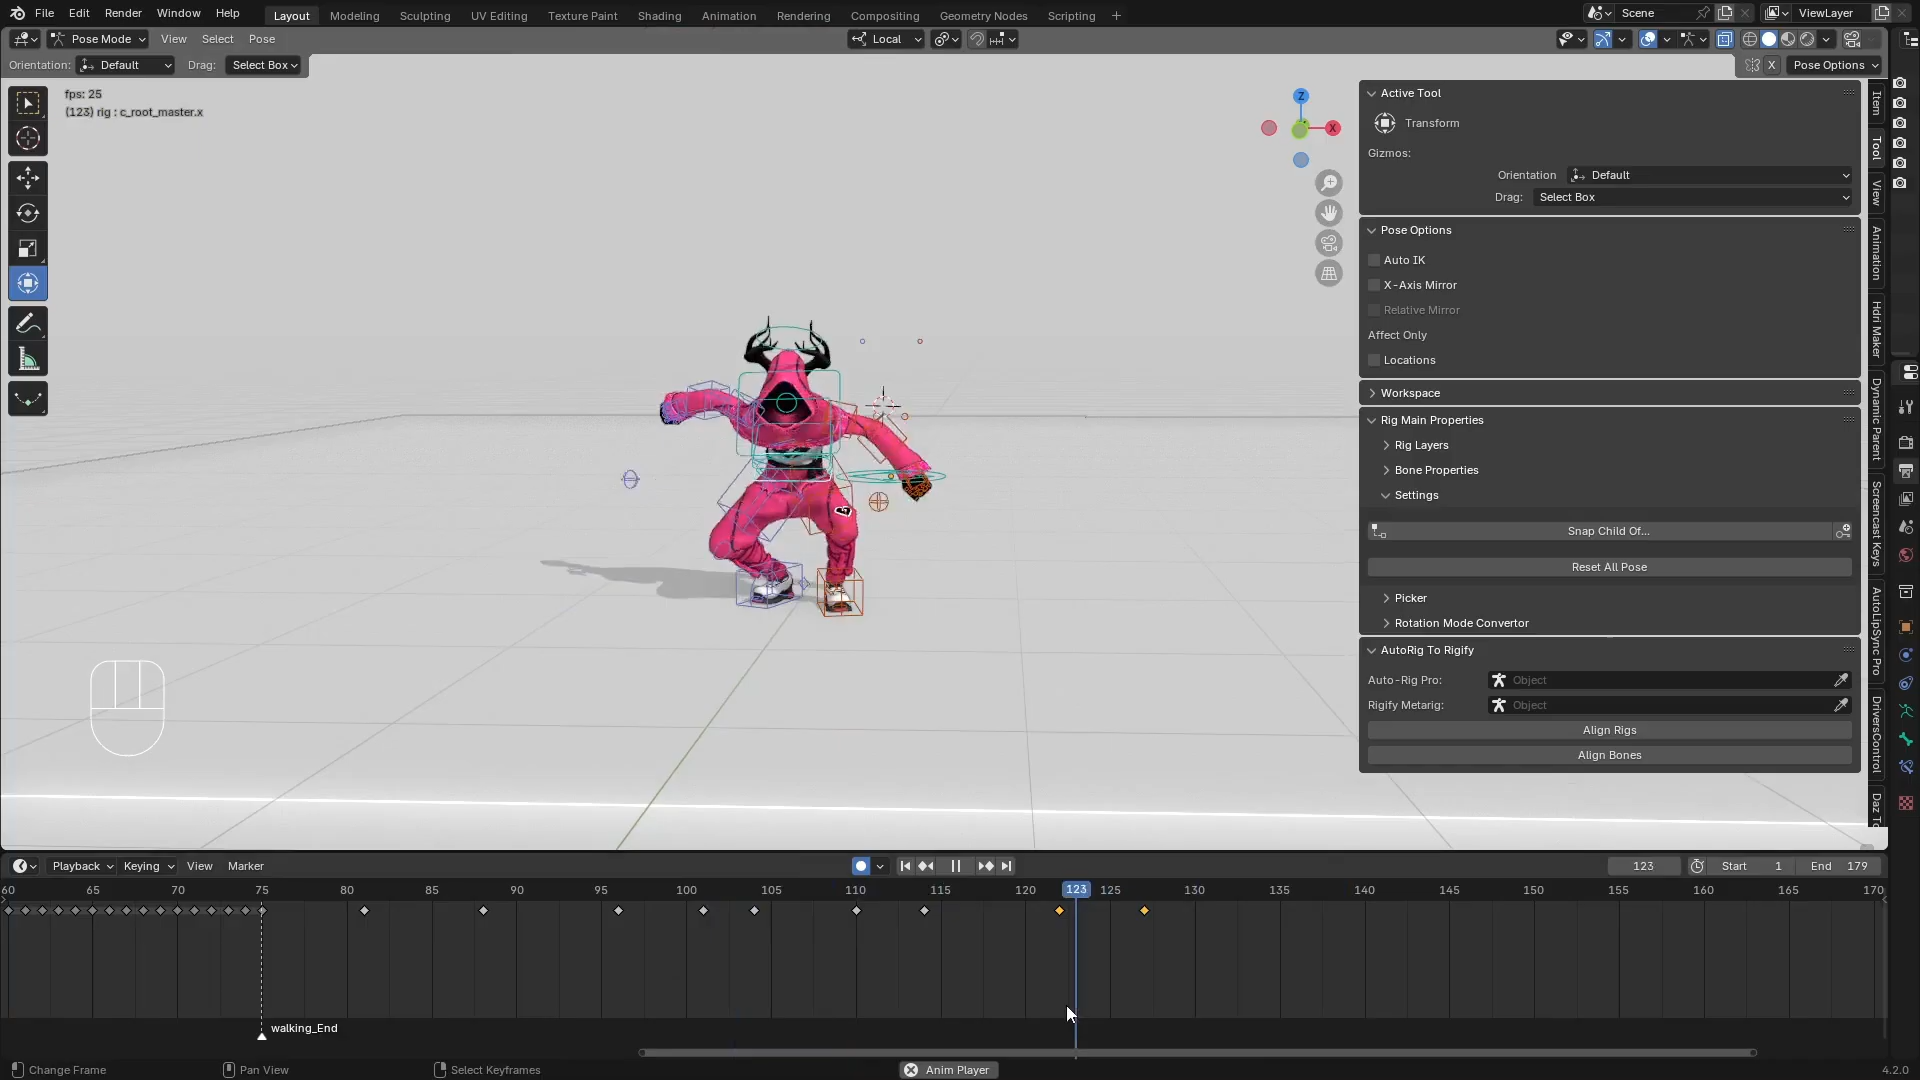 File Edit Render Window Help Layout Modeling Sculpting UV Editing Texture Paint Shading Animation Rendering Compositing Geometry Nodes Scripting + Scene ViewLayer
Pose Mode View Select Pose Local
Orientation: Default Drag: Select Box X Pose Options
fps: 25
(123) rig : c_root_master.x
Z
X
Active Tool
Transform
Gizmos:
Orientation Default
Drag: Select Box
Pose Options
Auto IK
X-Axis Mirror
Relative Mirror
Affect Only
Locations
Workspace
Rig Main Properties
Rig Layers
Bone Properties
Settings
Snap Child Of...
Reset All Pose
Picker
Rotation Mode Convertor
AutoRig To Rigify
Auto-Rig Pro: Object
Rigify Metarig: Object
Align Rigs
Align Bones
Item
Tool
View
Animation
Hdri Maker
Dynamic Parent
Screencast Keys
AutoLipSync Pro
DriversControl
Daz T
Playback Keying View Marker 123 Start 1 End 179
60 65 70 75 80 85 90 95 100 105 110 115 120 123 125 130 135 140 145 150 155 160 165 170
walking_End
Change Frame Pan View Select Keyframes Anim Player 4.2.0